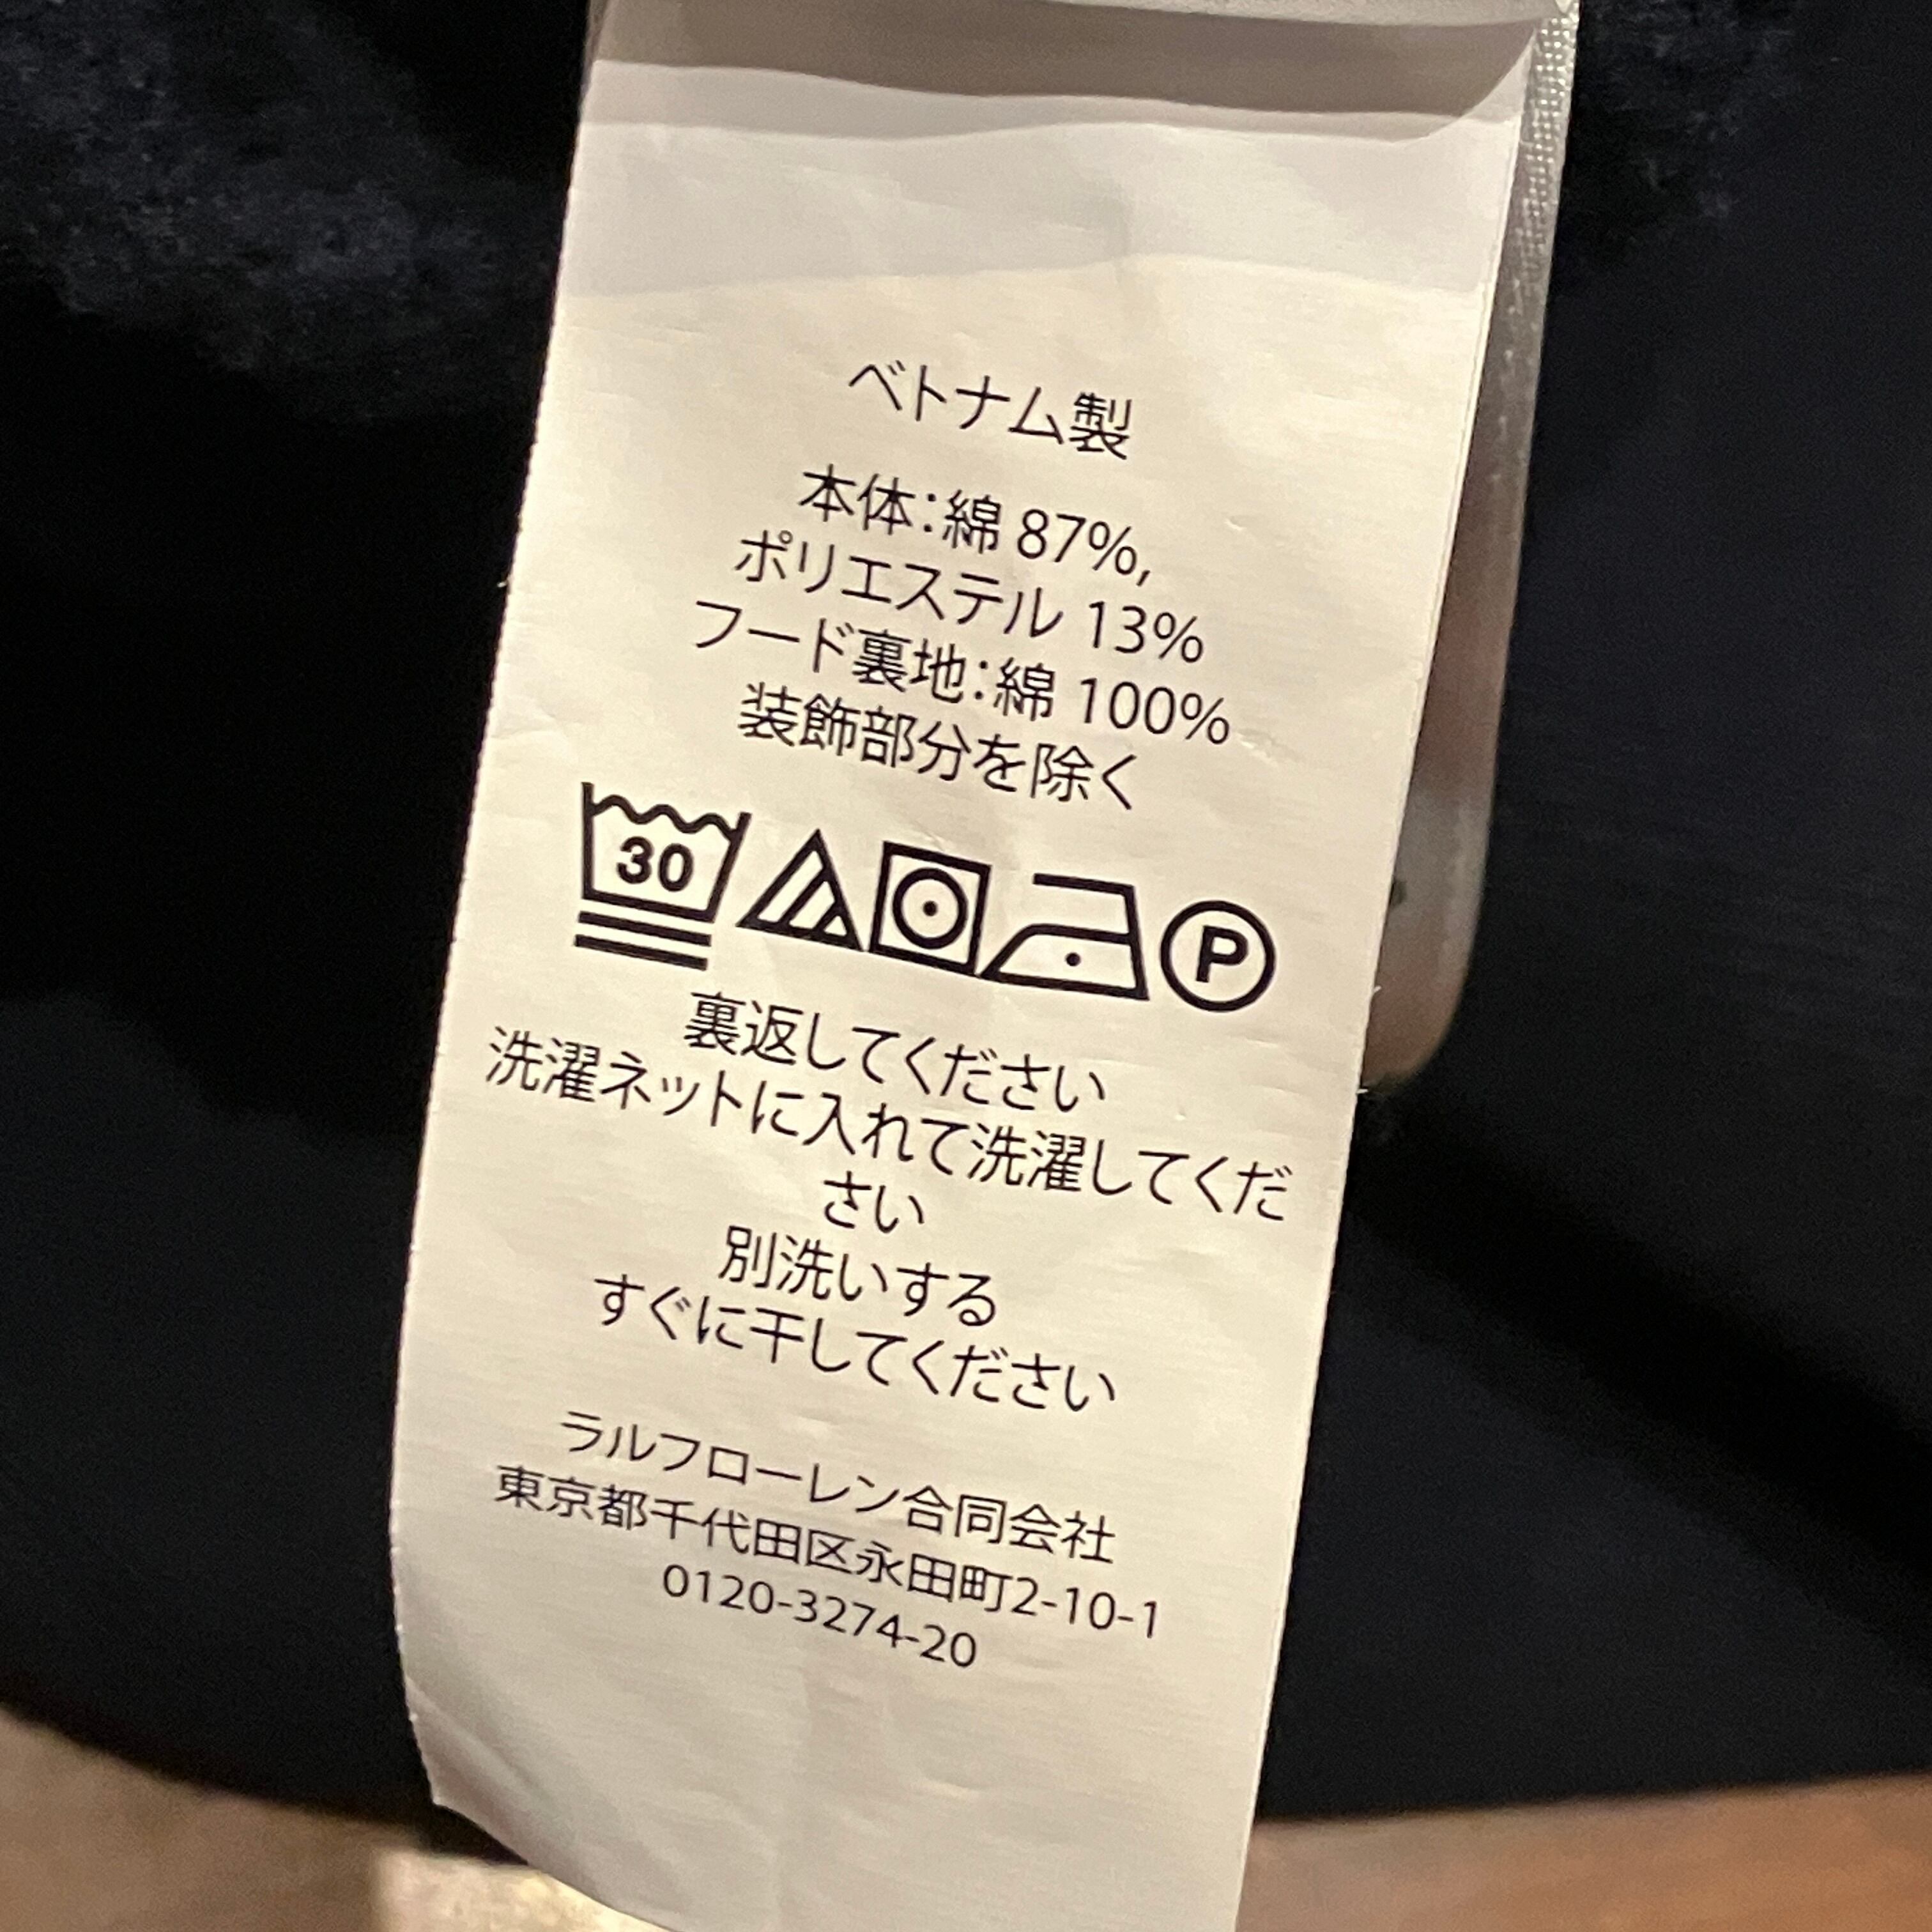 ベトナム製
本体：綿 87%,
ポリエステル 13%
フード裏地：綿 100%
装飾部分を除く
30 P
裏返してください
洗濯ネットに入れて洗濯してくだ
さい
別洗いする
すぐに干してください
ラルフローレン合同会社
東京都千代田区永田町2-10-1
0120-3274-20